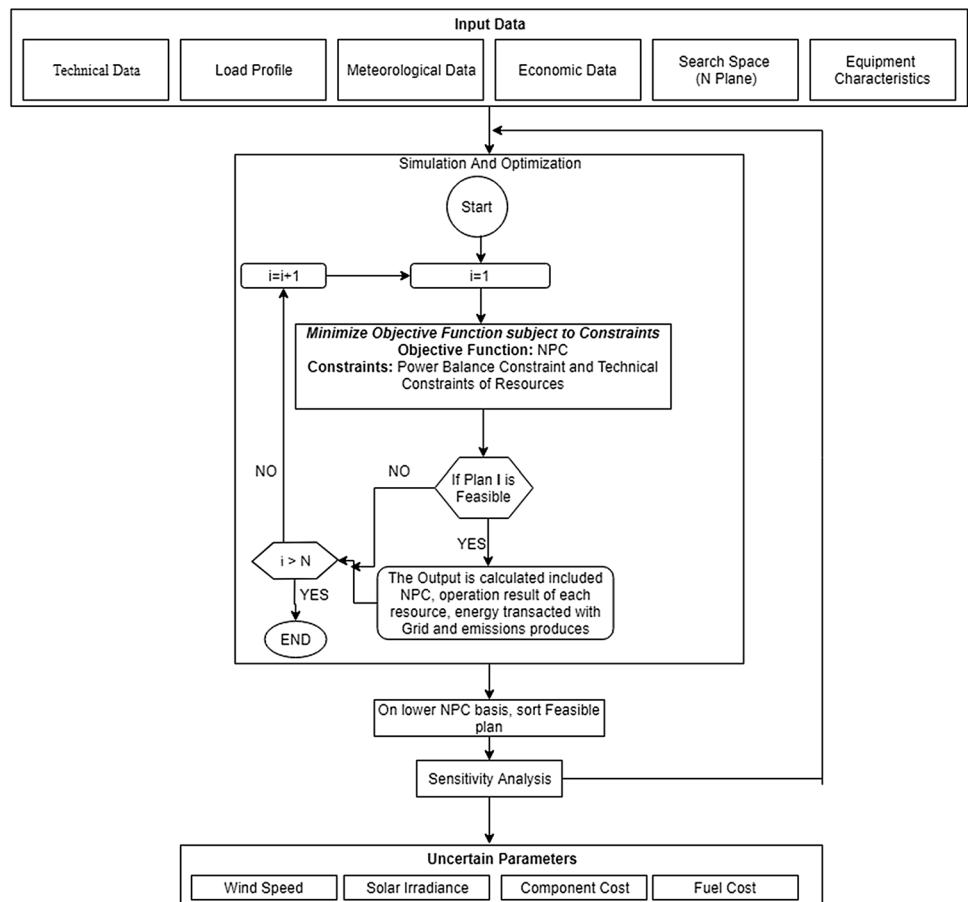 Input Data
Technical Data
Load Profile
Meteorological Data
Economic Data
Search Space
(N Plane)
Equipment
Characteristics
Simulation And Optimization
Start
i=i+1
i=1
Minimize Objective Function subject to Constraints
Objective Function: NPC
Constraints: Power Balance Constraint and Technical
Constraints of Resources
NO
NO
If Plan I is
Feasible
YES
i > N
The Output is calculated included
NPC, operation result of each
resource, energy transacted with
Grid and emissions produces
YES
END
On lower NPC basis, sort Feasible
plan
Sensitivity Analysis
Uncertain Parameters
Wind Speed
Solar Irradiance
Component Cost
Fuel Cost